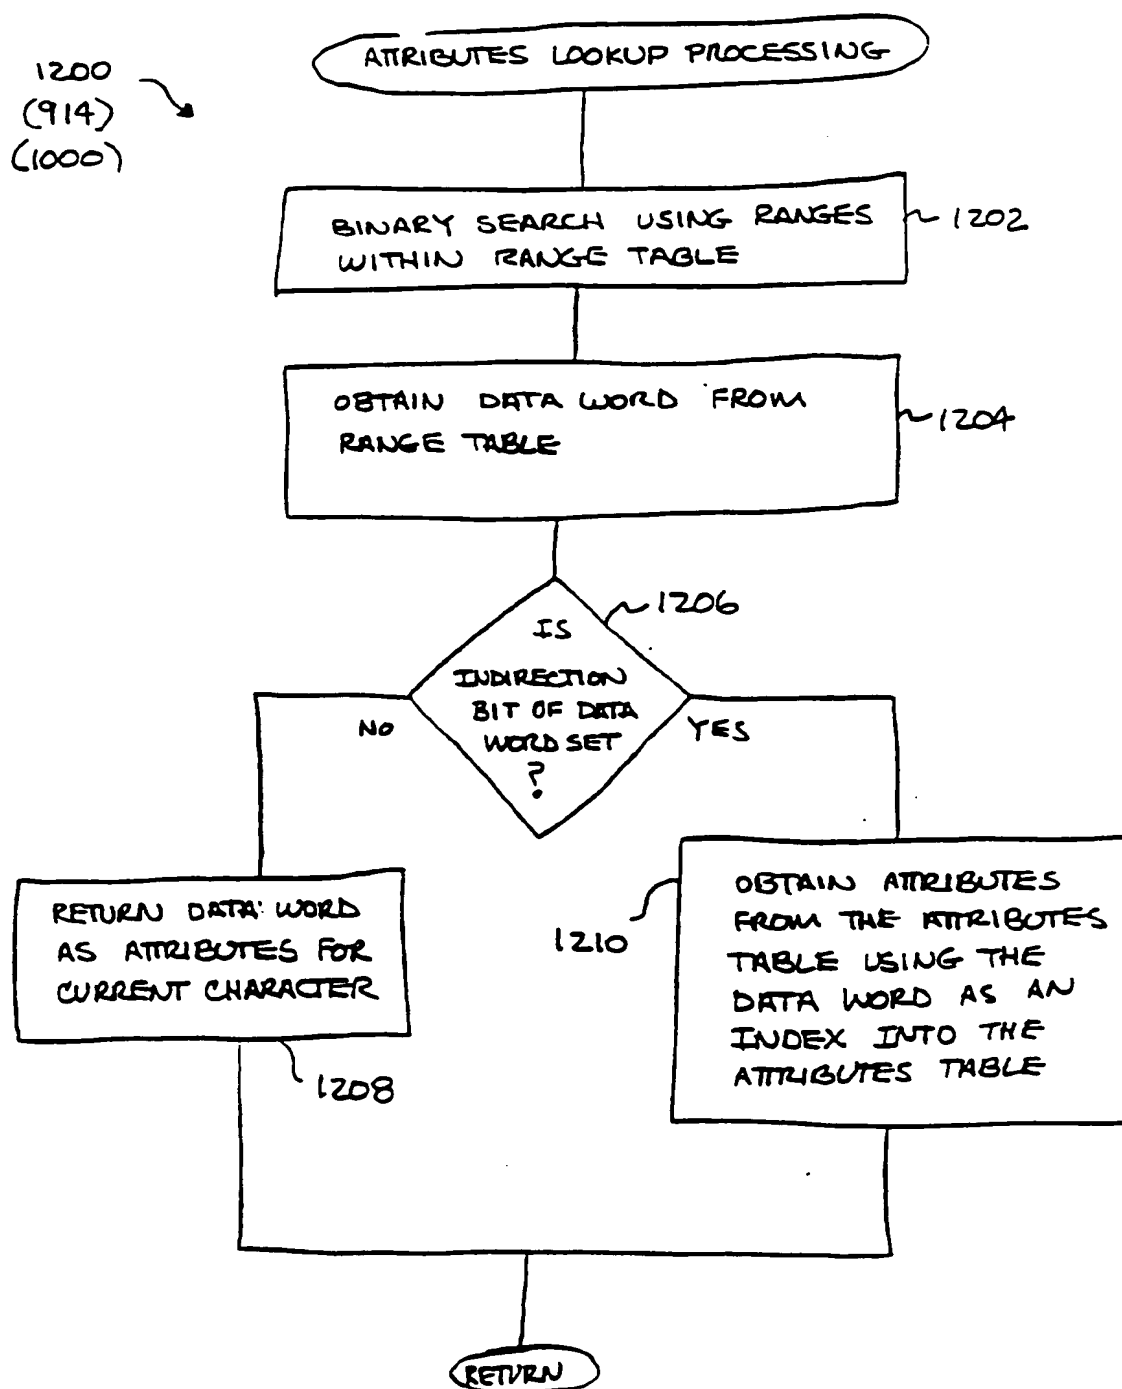 ATTRIBUTES LOOKUP PROCESSING
1200
(914)
(1000)
BINARY SEARCH USING RANGES
WITHIN RANGE TABLE
1202
OBTAIN DATA WORD FROM
RANGE TABLE
1204
1206
IS
INDIRECTION
BIT OF DATA
WORD SET
?
NO
YES
RETURN DATA WORD
AS ATTRIBUTES FOR
CURRENT CHARACTER
1208
1210
OBTAIN ATTRIBUTES
FROM THE ATTRIBUTES
TABLE USING THE
DATA WORD AS AN
INDEX INTO THE
ATTRIBUTES TABLE
RETURN